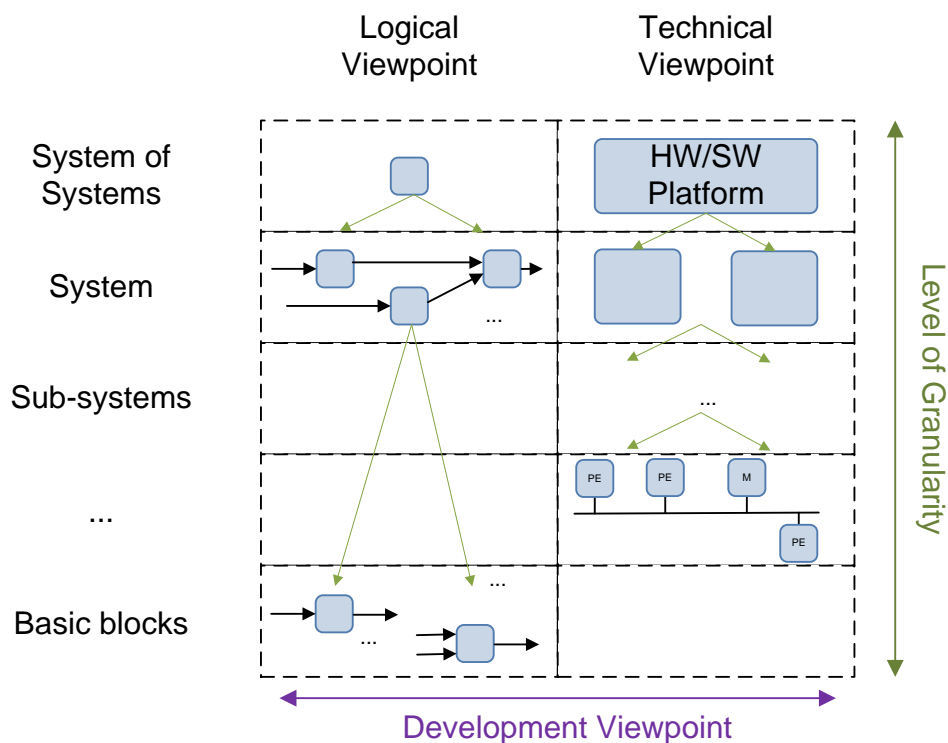 Logical
Viewpoint
Technical
Viewpoint
System of
Systems
HW/SW
Platform
System
...
Sub-systems
...
...
PE
PE
M
PE
Basic blocks
...
...
Level of Granularity
Development Viewpoint